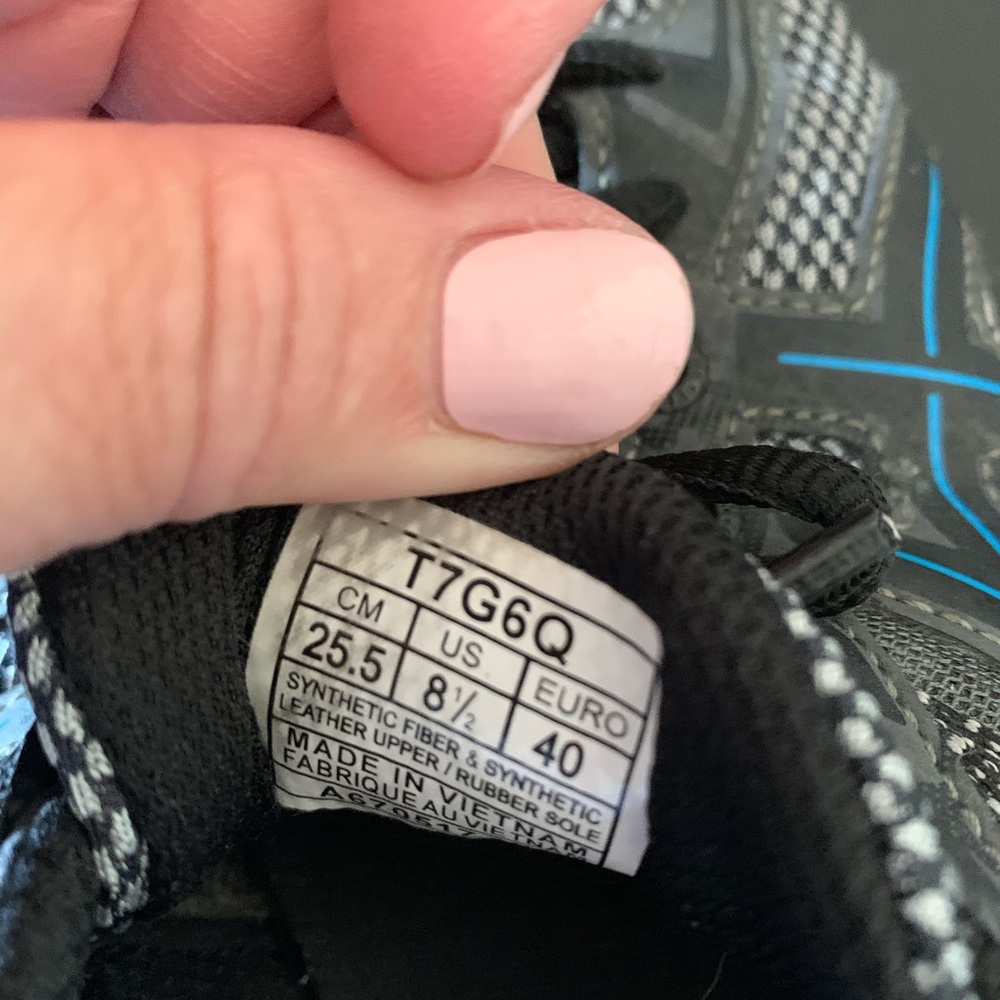 T7G6Q
CM US EURO
25.5 8½ 40
SYNTHETIC FIBER & SYNTHETIC
LEATHER UPPER / RUBBER SOLE
MADE IN VIETNAM
FABRIQUE AU VIETNAM